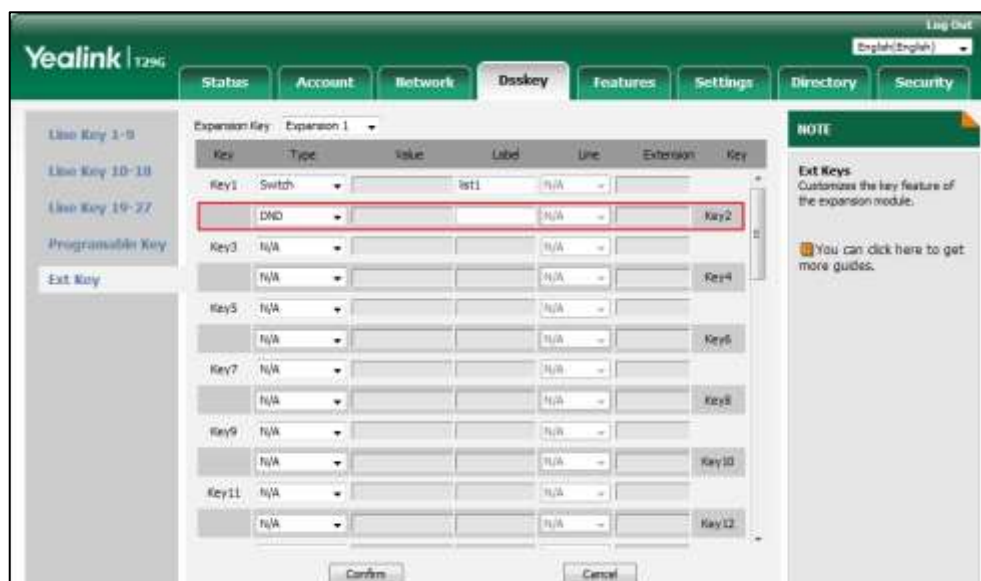 Log Out
Yealink T29G
English(English)
Status Account Network Dsskey Features Settings Directory Security
Line Key 1-9
Line Key 10-18
Line Key 19-27
Programable Key
Ext Key
Expansion Key Expansion 1
Key Type Value Label Line Extension Key
Key1 Switch list1 N/A
DND N/A Key2
Key3 N/A N/A
N/A N/A Key4
Key5 N/A N/A
N/A N/A Key6
Key7 N/A N/A
N/A N/A Key8
Key9 N/A N/A
N/A N/A Key10
Key11 N/A N/A
N/A N/A Key12
Confirm Cancel
NOTE
Ext Keys
Customizes the key feature of
the expansion module.
You can click here to get
more guides.